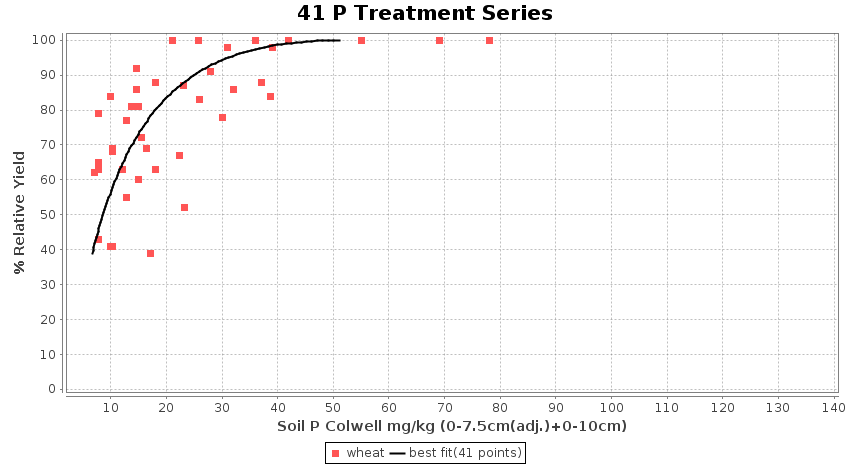 41 P Treatment Series
100
90
80
70
60
50
40
30
20
10
0
% Relative Yield
10 20 30 40 50 60 70 80 90 100 110 120 130 140
Soil P Colwell mg/kg (0-7.5cm(adj.)+0-10cm)
wheat best fit(41 points)